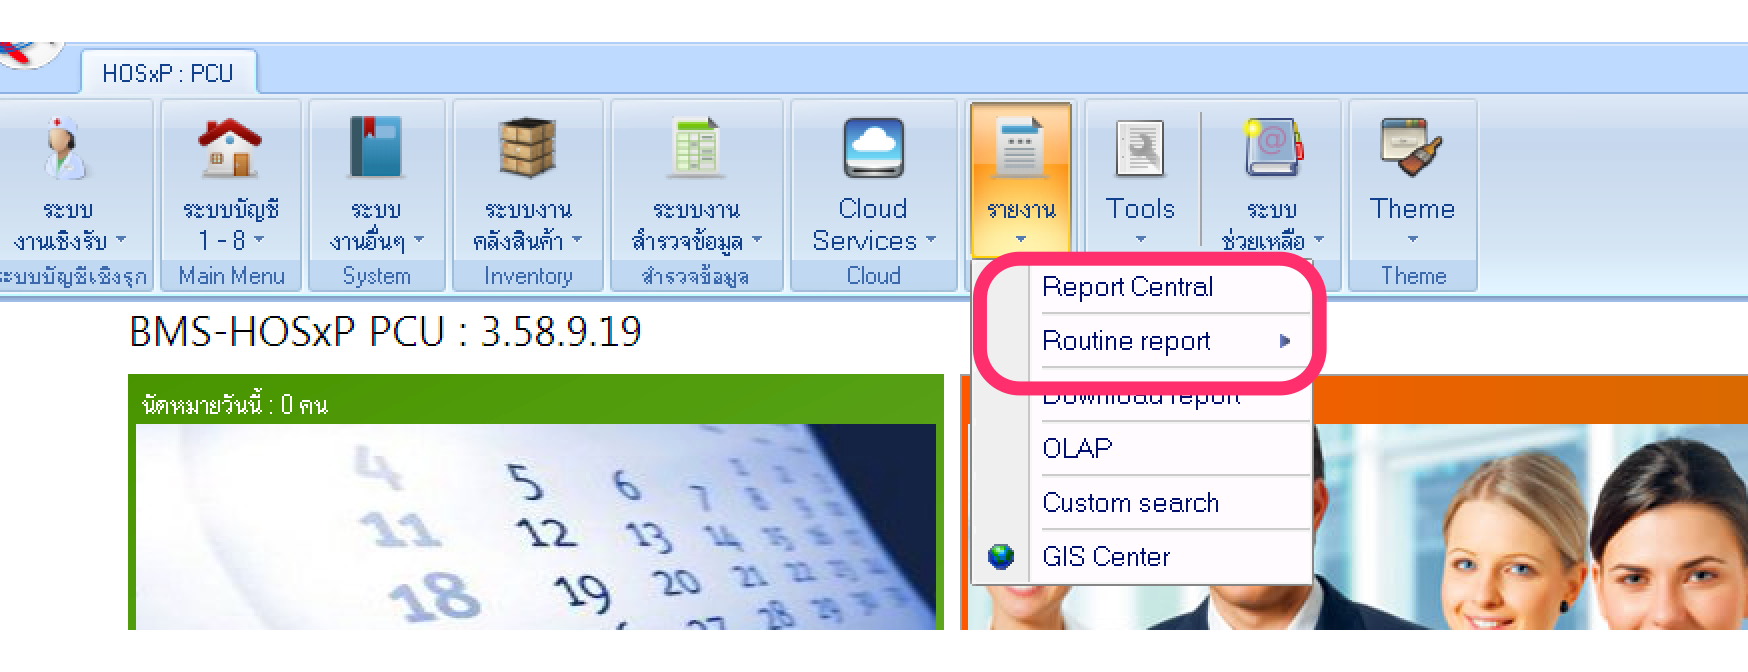 HOSxP : PCU
ระบบ
งานเชิงรับ
ระบบบัญชีเชิงรุก
ระบบบัญชี
1 - 8
Main Menu
ระบบ
งานอื่นๆ
System
ระบบงาน
คลังสินค้า
Inventory
ระบบงาน
สำรวจข้อมูล
สำรวจข้อมูล
Cloud
Services
Cloud
รายงาน
Tools
ระบบ
ช่วยเหลือ
Theme
Theme
Report Central
Routine report
Download report
OLAP
Custom search
GIS Center
BMS-HOSxP PCU : 3.58.9.19
นัดหมายวันนี้ : 0 คน
4 5 6 7 8
11 12 13 14 15
18 19 20 21 22
27 28 29